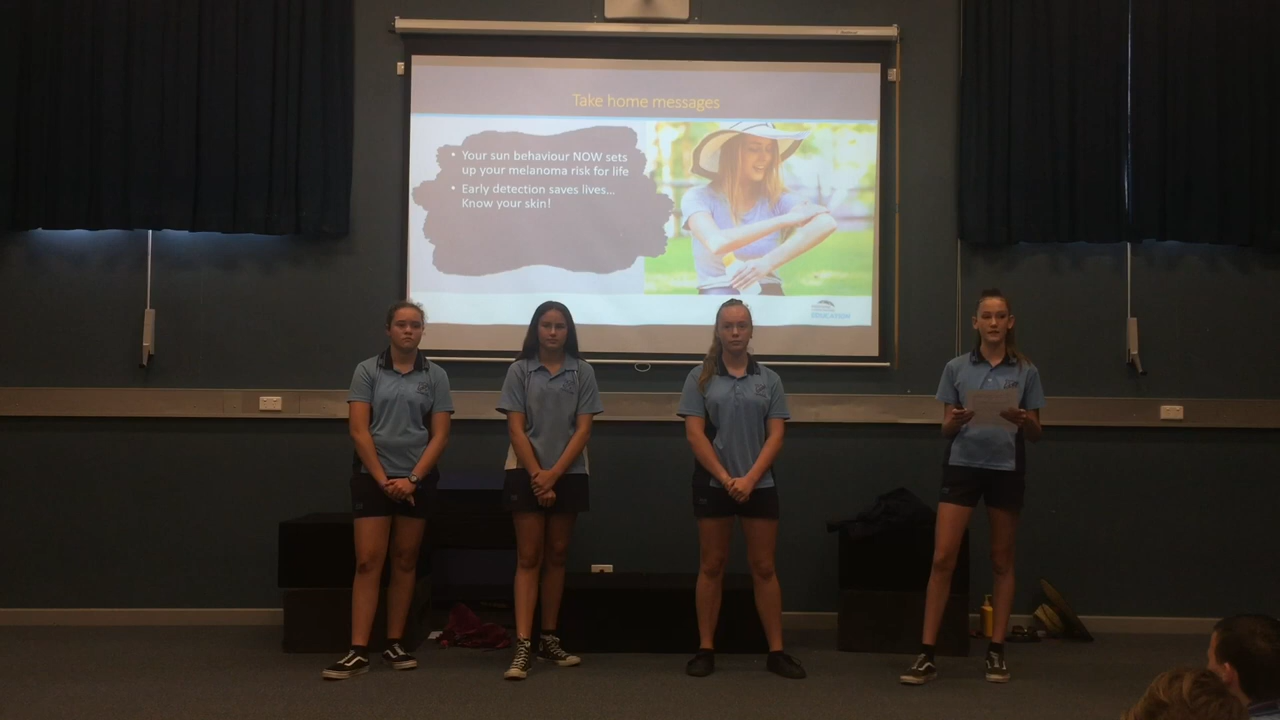 Take home messages
• Your sun behaviour NOW sets
up your melanoma risk for life
• Early detection saves lives...
Know your skin!
EDUCATION